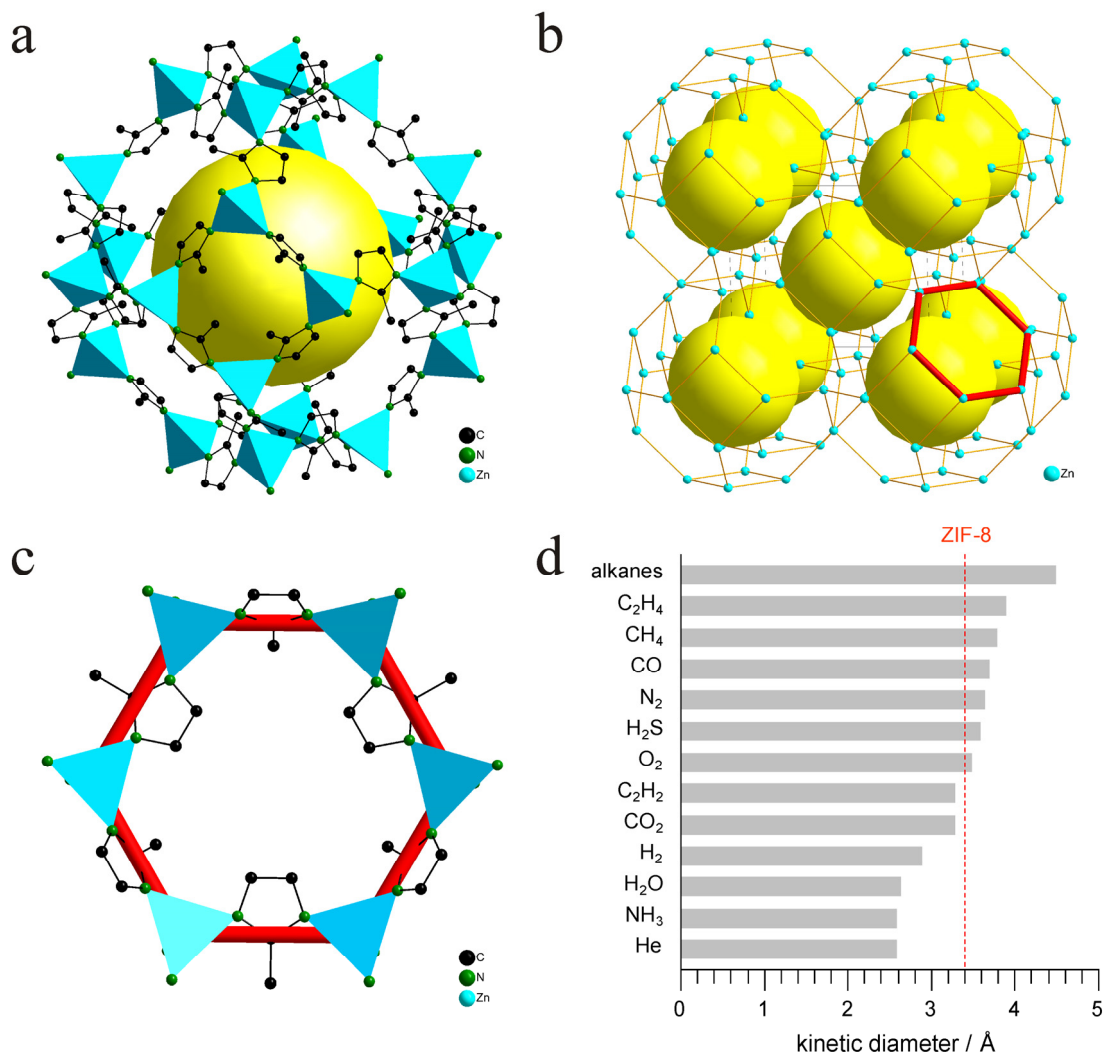 a
b
C
N
Zn
Zn
c
C
N
Zn
d
ZIF-8
alkanes
C₂H₄
CH₄
CO
N₂
H₂S
O₂
C₂H₂
CO₂
H₂
H₂O
NH₃
He
0 1 2 3 4 5
kinetic diameter / Å